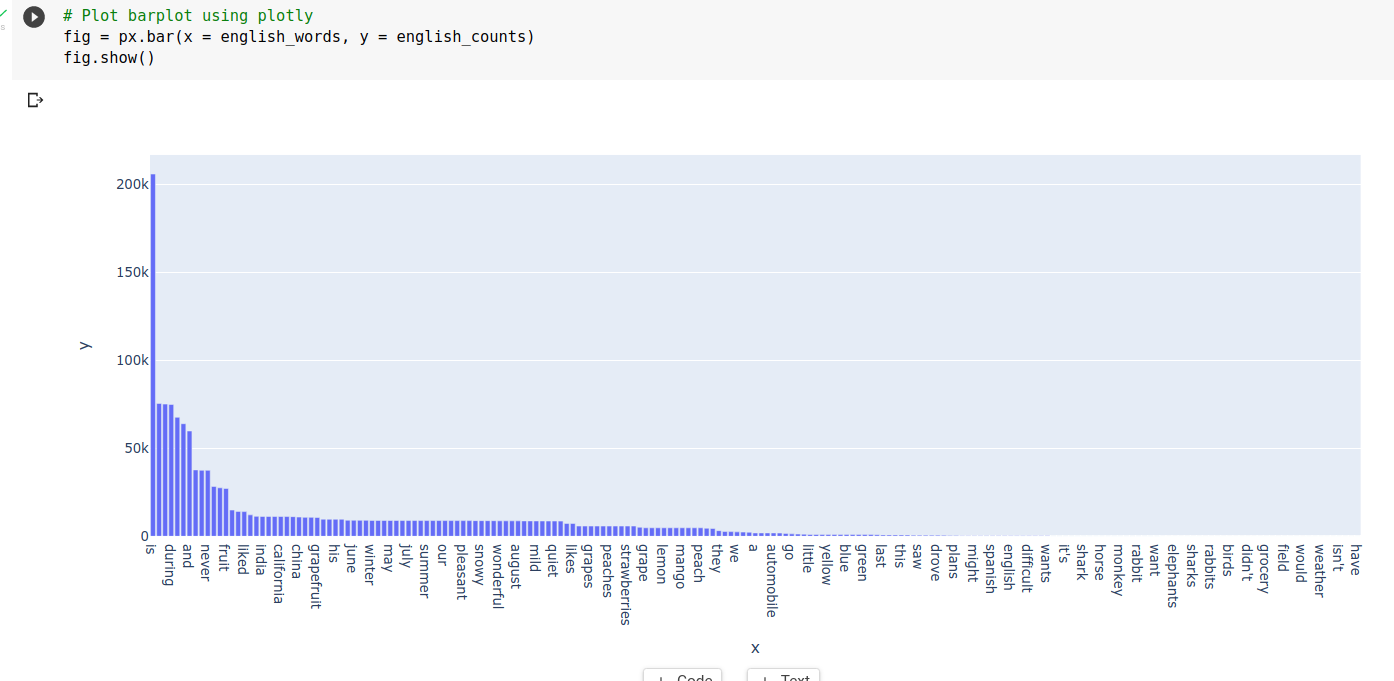 # Plot barplot using plotly
fig = px.bar(x = english_words, y = english_counts)
fig.show()
200k
150k
100k
50k
0
y
is during and never fruit liked india california china grapefruit his june winter may july summer our pleasant snowy wonderful august mild quiet likes grapes peaches strawberries grape lemon mango peach they we a automobile go little yellow blue green last this saw drove plans might spanish english difficult wants it's shark horse monkey rabbit want elephants sharks rabbits birds didn't grocery field would weather isn't have
x
+ Code + Text